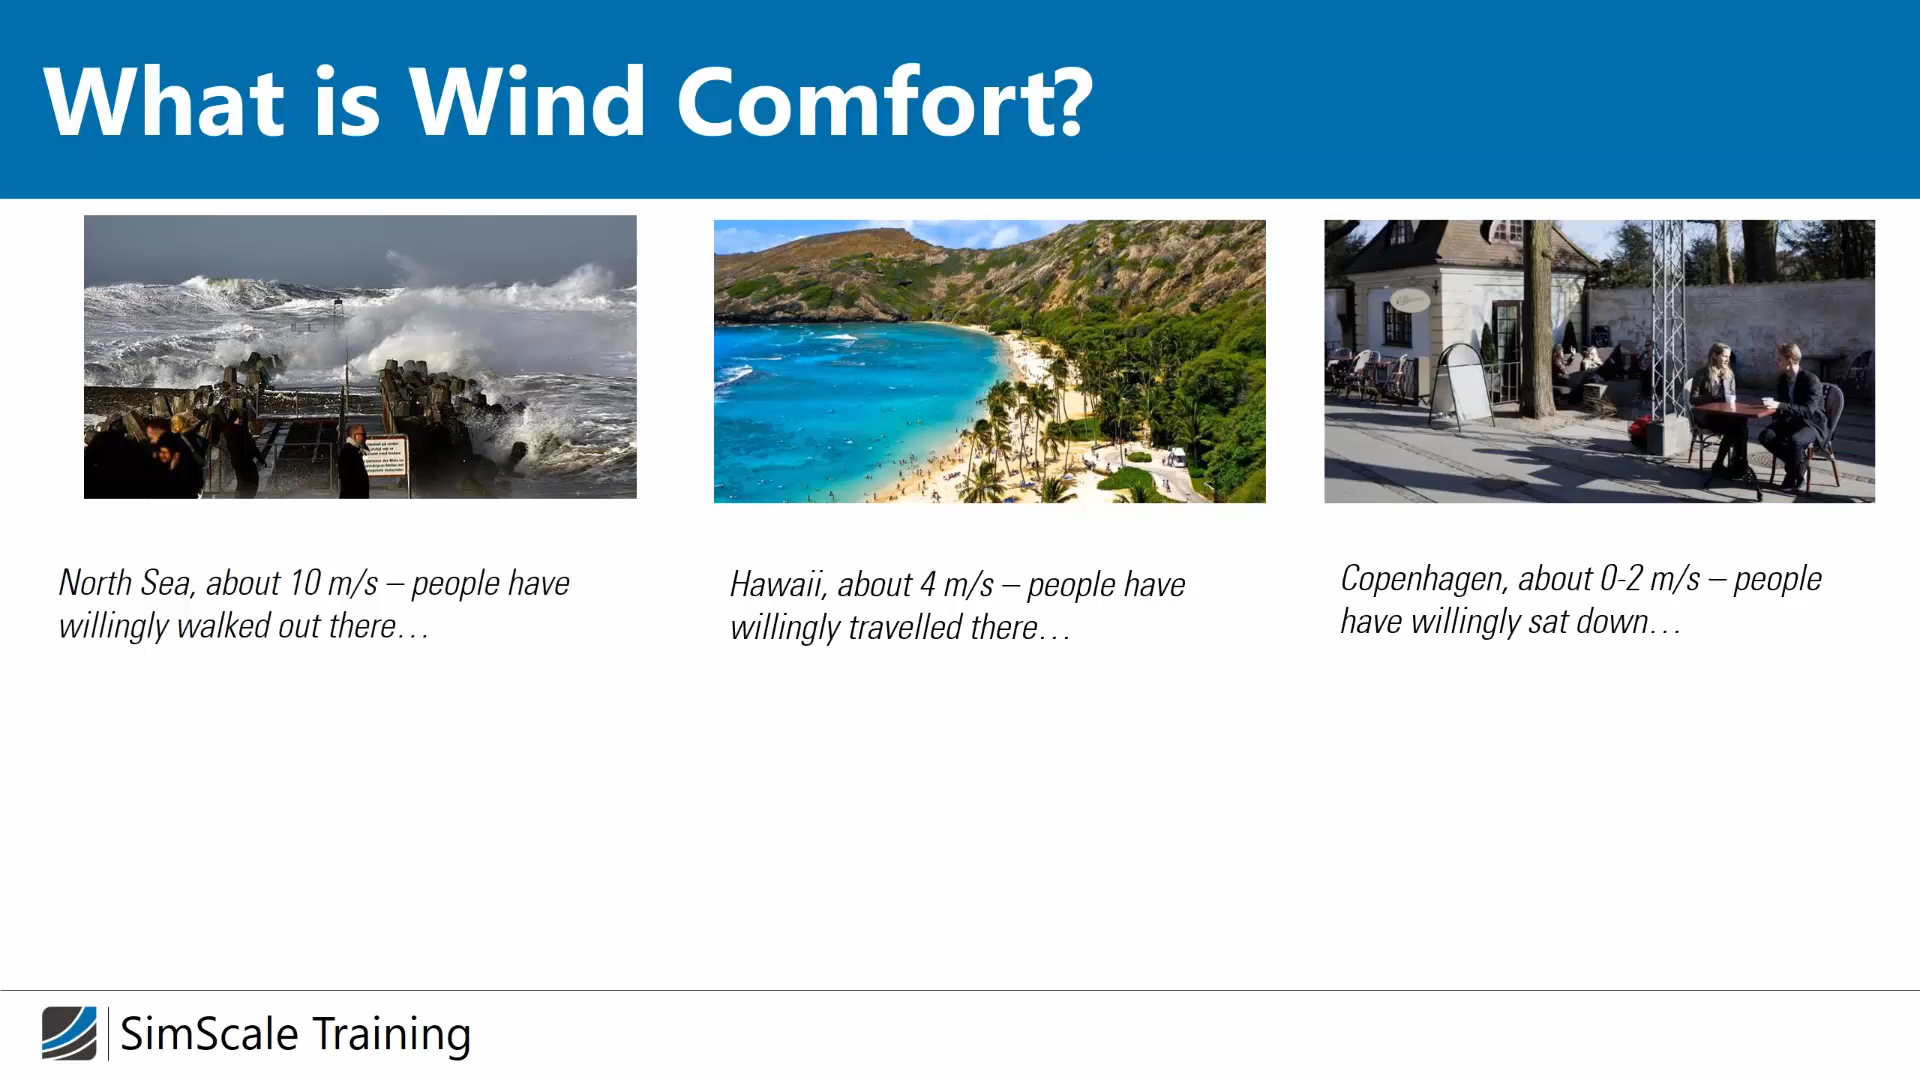 What is Wind Comfort?
North Sea, about 10 m/s – people have
willingly walked out there…
Hawaii, about 4 m/s – people have
willingly travelled there…
Copenhagen, about 0-2 m/s – people
have willingly sat down…
SimScale Training